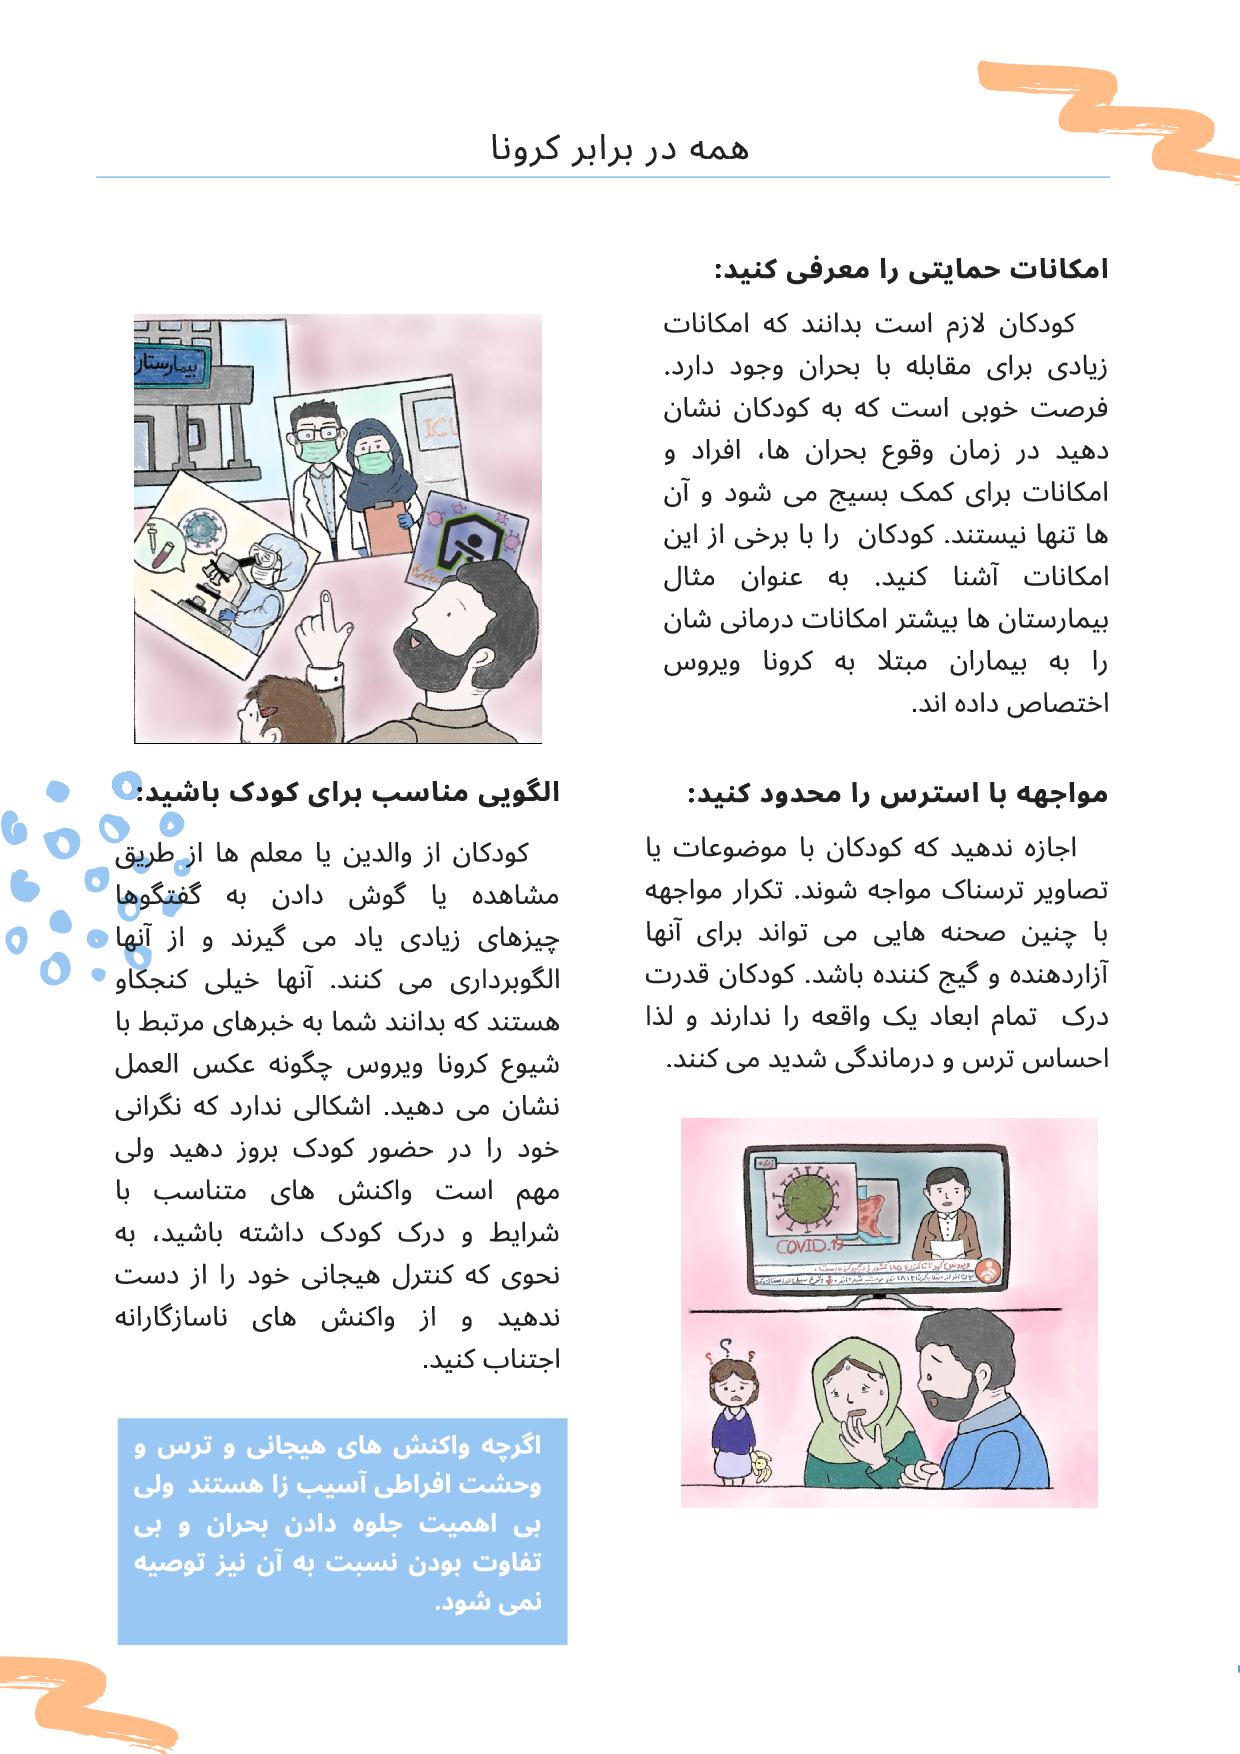 همه در برابر کرونا
امکانات حمایتی را معرفی کنید:
کودکان لازم است بدانند که امکانات
زیادی برای مقابله با بحران وجود دارد.
فرصت خوبی است که به کودکان نشان
دهید در زمان وقوع بحران ها، افراد و
امکانات برای کمک بسیج می شود و آن
ها تنها نیستند. کودکان را با برخی از این
امکانات آشنا کنید. به عنوان مثال
بیمارستان ها بیشتر امکانات درمانی شان
را به بیماران مبتلا به کرونا ویروس
اختصاص داده اند.
بیمارستان
ICU
مواجهه با استرس را محدود کنید:
اجازه ندهید که کودکان با موضوعات یا
تصاویر ترسناک مواجه شوند. تکرار مواجهه
با چنین صحنه هایی می تواند برای آنها
آزاردهنده و گیج کننده باشد. کودکان قدرت
درک تمام ابعاد یک واقعه را ندارند و لذا
احساس ترس و درماندگی شدید می کنند.
زنده
COVID.19
ویروس کرونا تاکنون ۱۸۵ کشور را درگیر کرده است.
؟ ؟ ؟
الگویی مناسب برای کودک باشید:
کودکان از والدین یا معلم ها از طریق
مشاهده یا گوش دادن به گفتگوها
چیزهای زیادی یاد می گیرند و از آنها
الگوبرداری می کنند. آنها خیلی کنجکاو
هستند که بدانند شما به خبرهای مرتبط با
شیوع کرونا ویروس چگونه عکس العمل
نشان می دهید. اشکالی ندارد که نگرانی
خود را در حضور کودک بروز دهید ولی
مهم است واکنش های متناسب با
شرایط و درک کودک داشته باشید، به
نحوی که کنترل هیجانی خود را از دست
ندهید و از واکنش های ناسازگارانه
اجتناب کنید.
اگرچه واکنش های هیجانی و ترس و
وحشت افراطی آسیب زا هستند ولی
بی اهمیت جلوه دادن بحران و بی
تفاوت بودن نسبت به آن نیز توصیه
نمی شود.